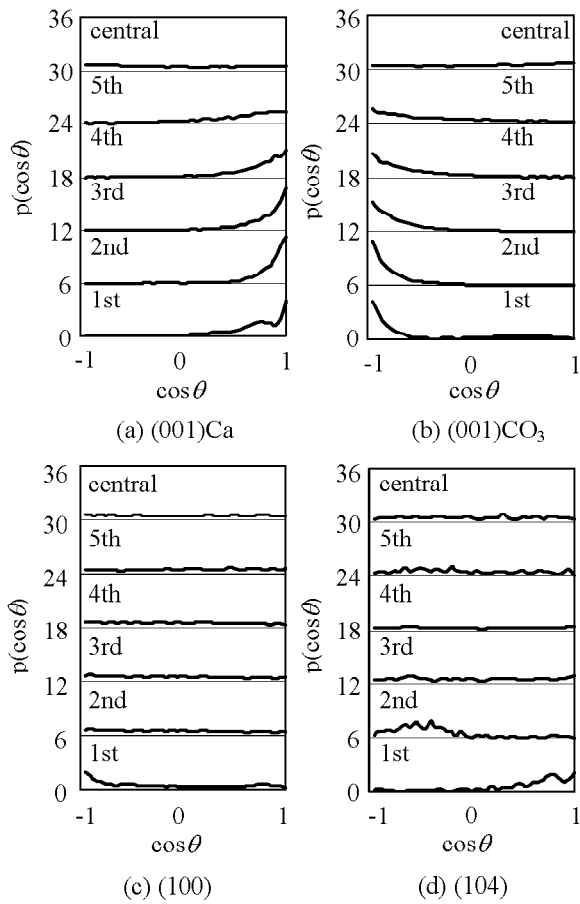 36
central
30
5th
24
4th
18
3rd
12
2nd
6
1st
0
-1 0 1
p(cosθ)
cosθ
(a) (001)Ca
36
central
30
5th
24
4th
18
3rd
12
2nd
6
1st
0
-1 0 1
p(cosθ)
cosθ
(b) (001)CO₃
36
central
30
5th
24
4th
18
3rd
12
2nd
6
1st
0
-1 0 1
p(cosθ)
cosθ
(c) (100)
36
central
30
5th
24
4th
18
3rd
12
2nd
6
1st
0
-1 0 1
p(cosθ)
cosθ
(d) (104)